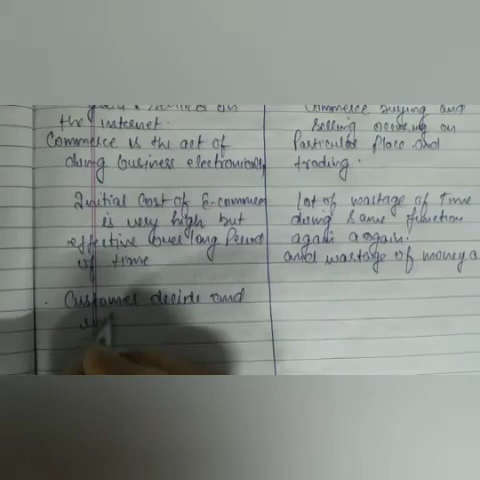 the internet.
Commerce is the act of
doing business electronically
Initial Cost of E-commerce
is very high but
effective over long Period
of time
Customer decide and
Commerce buying and
selling occuring on
Particular Place and
trading.
lot of wastage of Time
doing same function
again again.
and wastage of money a